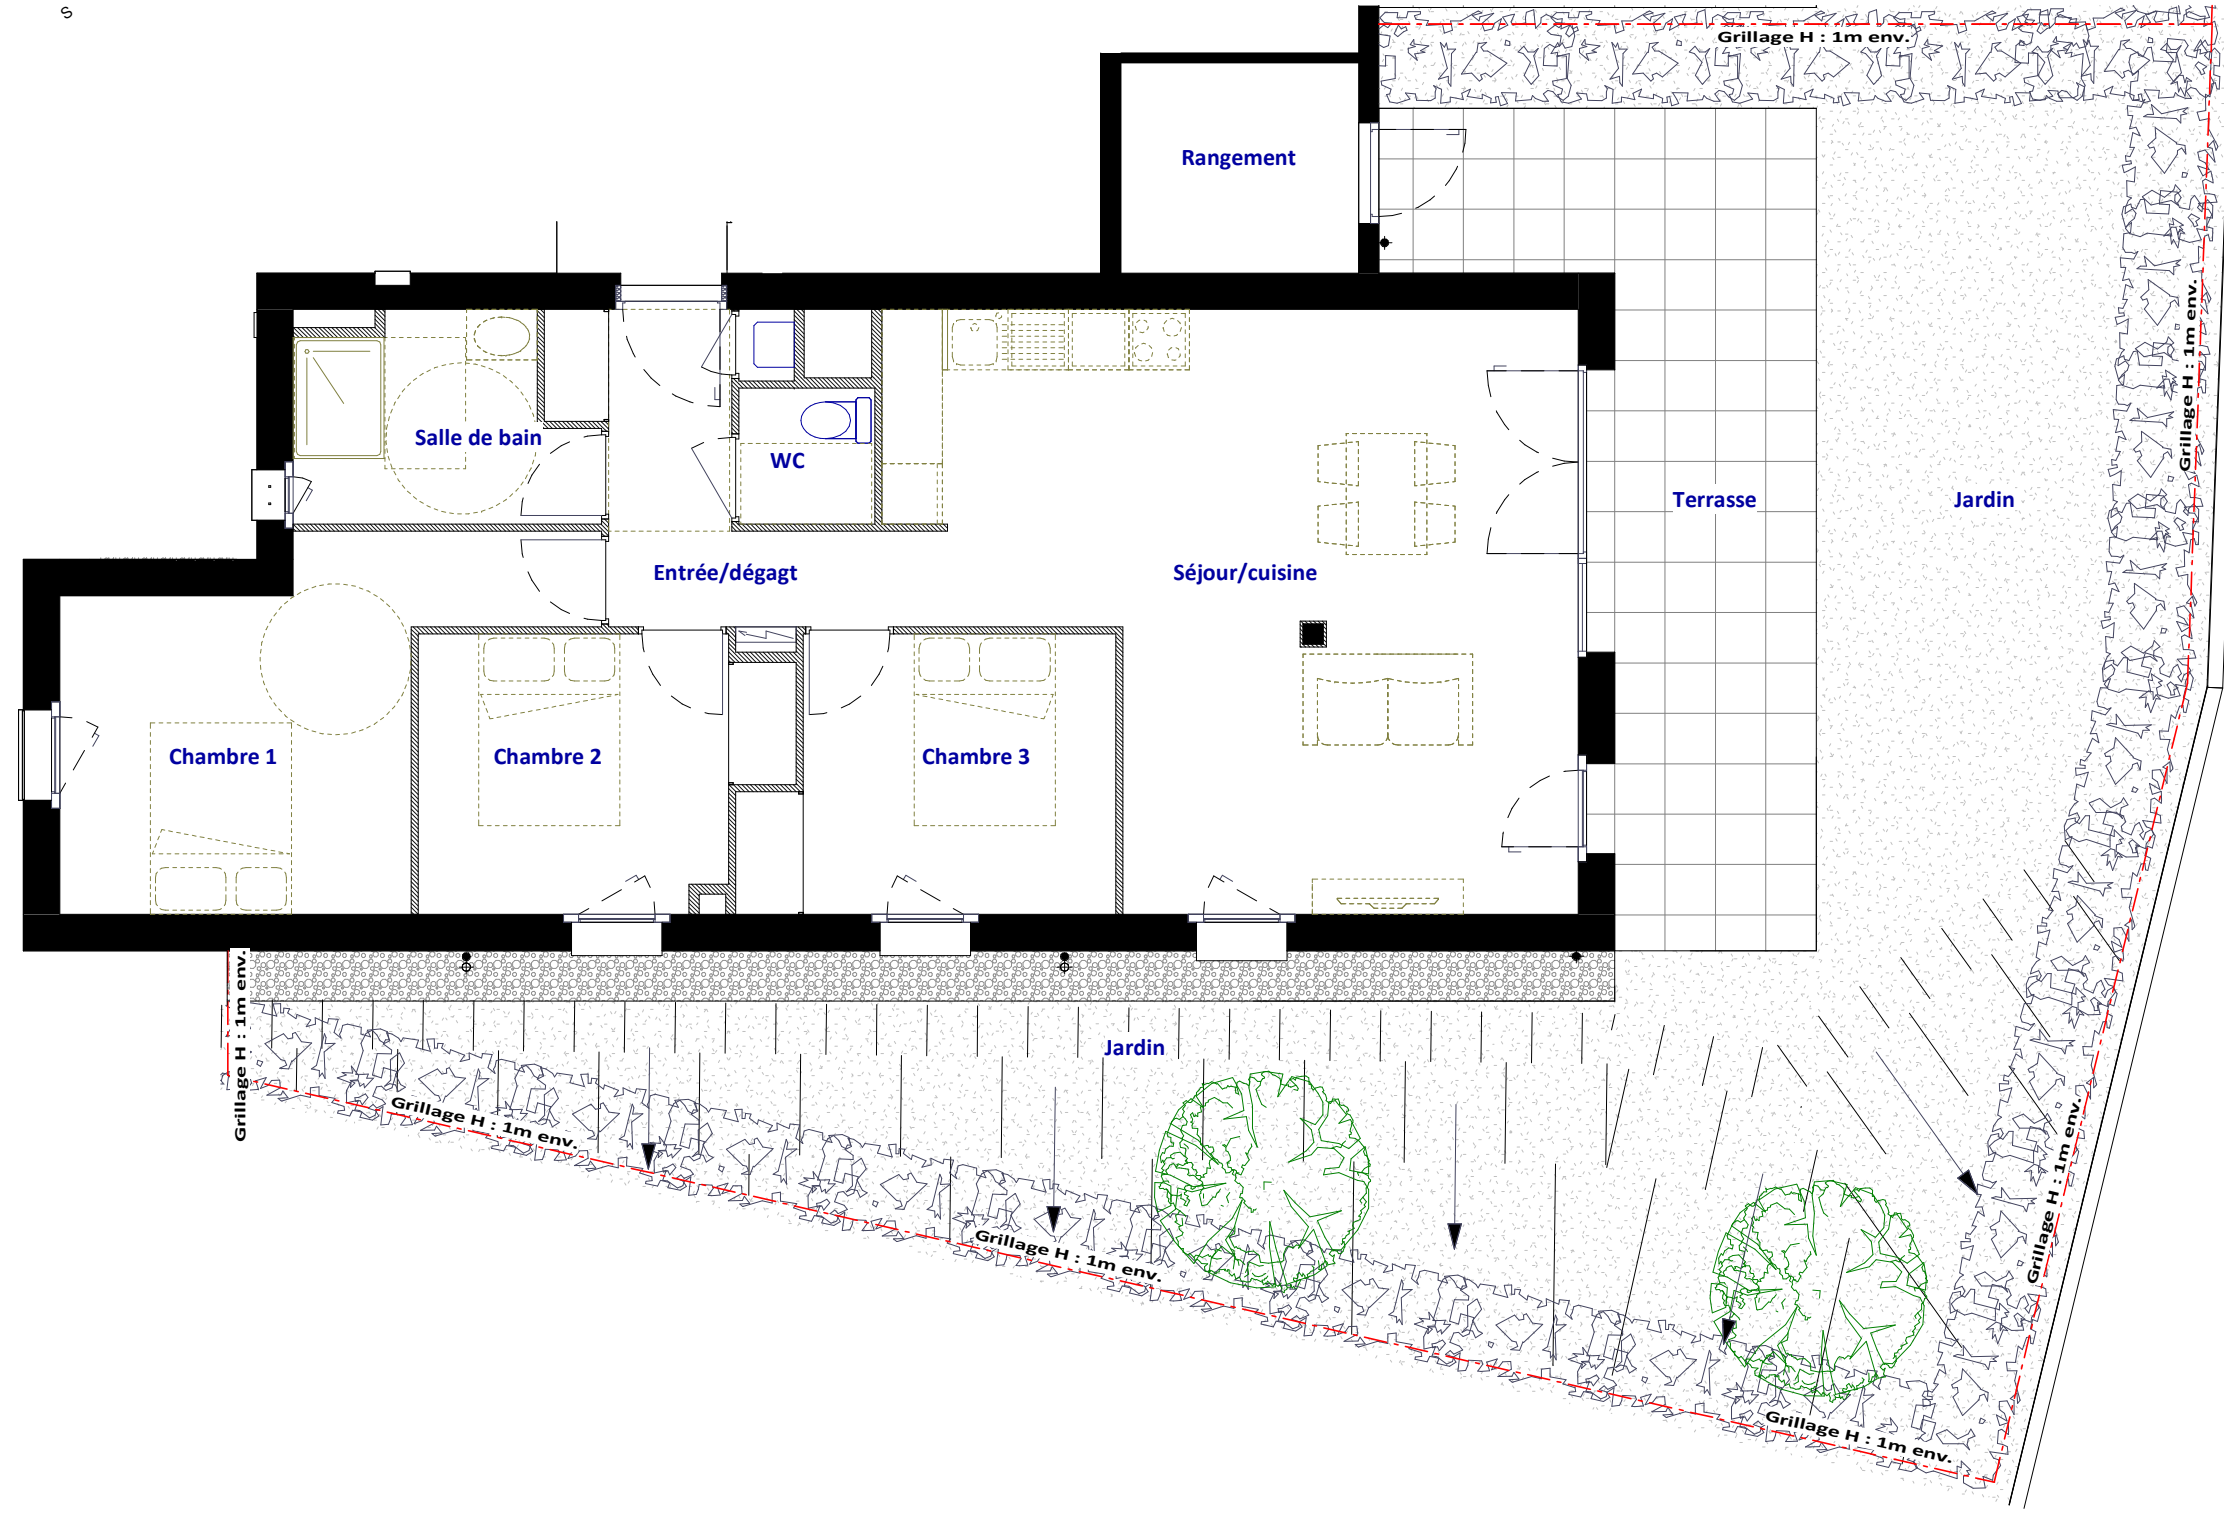 s
Grillage H : 1m env.
Rangement
Grillage H : 1m env.
Salle de bain
WC
Terrasse
Jardin
Entrée/dégagt
Séjour/cuisine
Chambre 1
Chambre 2
Chambre 3
Grillage H : 1m env.
Jardin
Grillage H : 1m env.
Grillage H : 1m env.
Grillage H : 1m env.
Grillage H : 1m env.